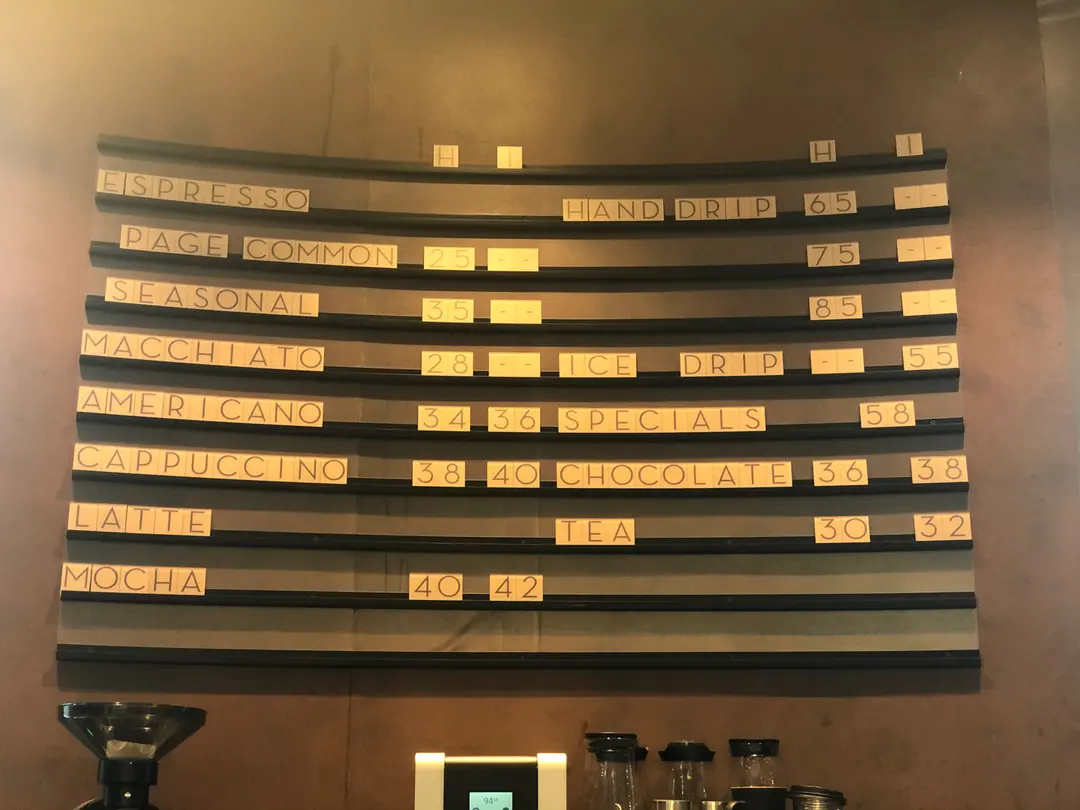 H I H I
ESPRESSO HAND DRIP 65 --
PAGE COMMON 25 -- 75 --
SEASONAL 35 -- 85 --
MACCHIATO 28 -- ICE DRIP -- 55
AMERICANO 34 36 SPECIALS 58
CAPPUCCINO 38 40 CHOCOLATE 36 38
LATTE TEA 30 32
MOCHA 40 42
94°